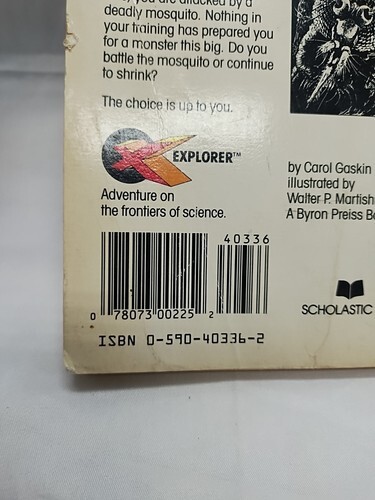 you are attacked by a
deadly mosquito. Nothing in
your training has prepared you
for a monster this big. Do you
battle the mosquito or continue
to shrink?
The choice is up to you.
EXPLORER™
Adventure on
the frontiers of science.
by Carol Gaskin
illustrated by
Walter P. Martish
A Byron Preiss B
40336
0 78073 00225 2
SCHOLASTIC
ISBN 0-590-40336-2